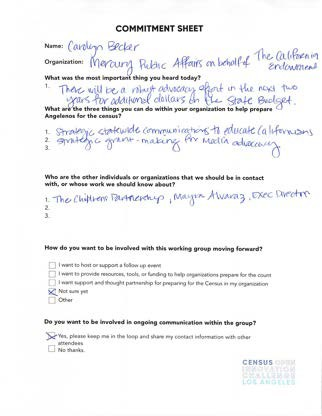 COMMITMENT SHEET
Name: Carolyn Becker
Organization: Mercury Public Affairs on behalf of The California Endowment
What was the most important thing you heard today?
1. There will be a robust advocacy effort in the next two
years for additional dollars in the State Budget.
What are the three things you can do within your organization to help prepare
Angelenos for the census?
1. Strategic statewide communications to educate Californians
2. Strategic grant-making for Media advocacy
3.
Who are the other individuals or organizations that we should be in contact
with, or whose work we should know about?
1. The Childrens Partnership, Mayra Alvarez, Exec Director
2.
3.
How do you want to be involved with this working group moving forward?
I want to host or support a follow up event
I want to provide resources, tools, or funding to help organizations prepare for the count
I want support and thought partnership for preparing for the Census in my organization
Not sure yet
Other
Do you want to be involved in ongoing communication within the group?
Yes, please keep me in the loop and share my contact information with other
attendees
No thanks.
CENSUS OPEN
INNOVATION
CHALLENGE
LOS ANGELES